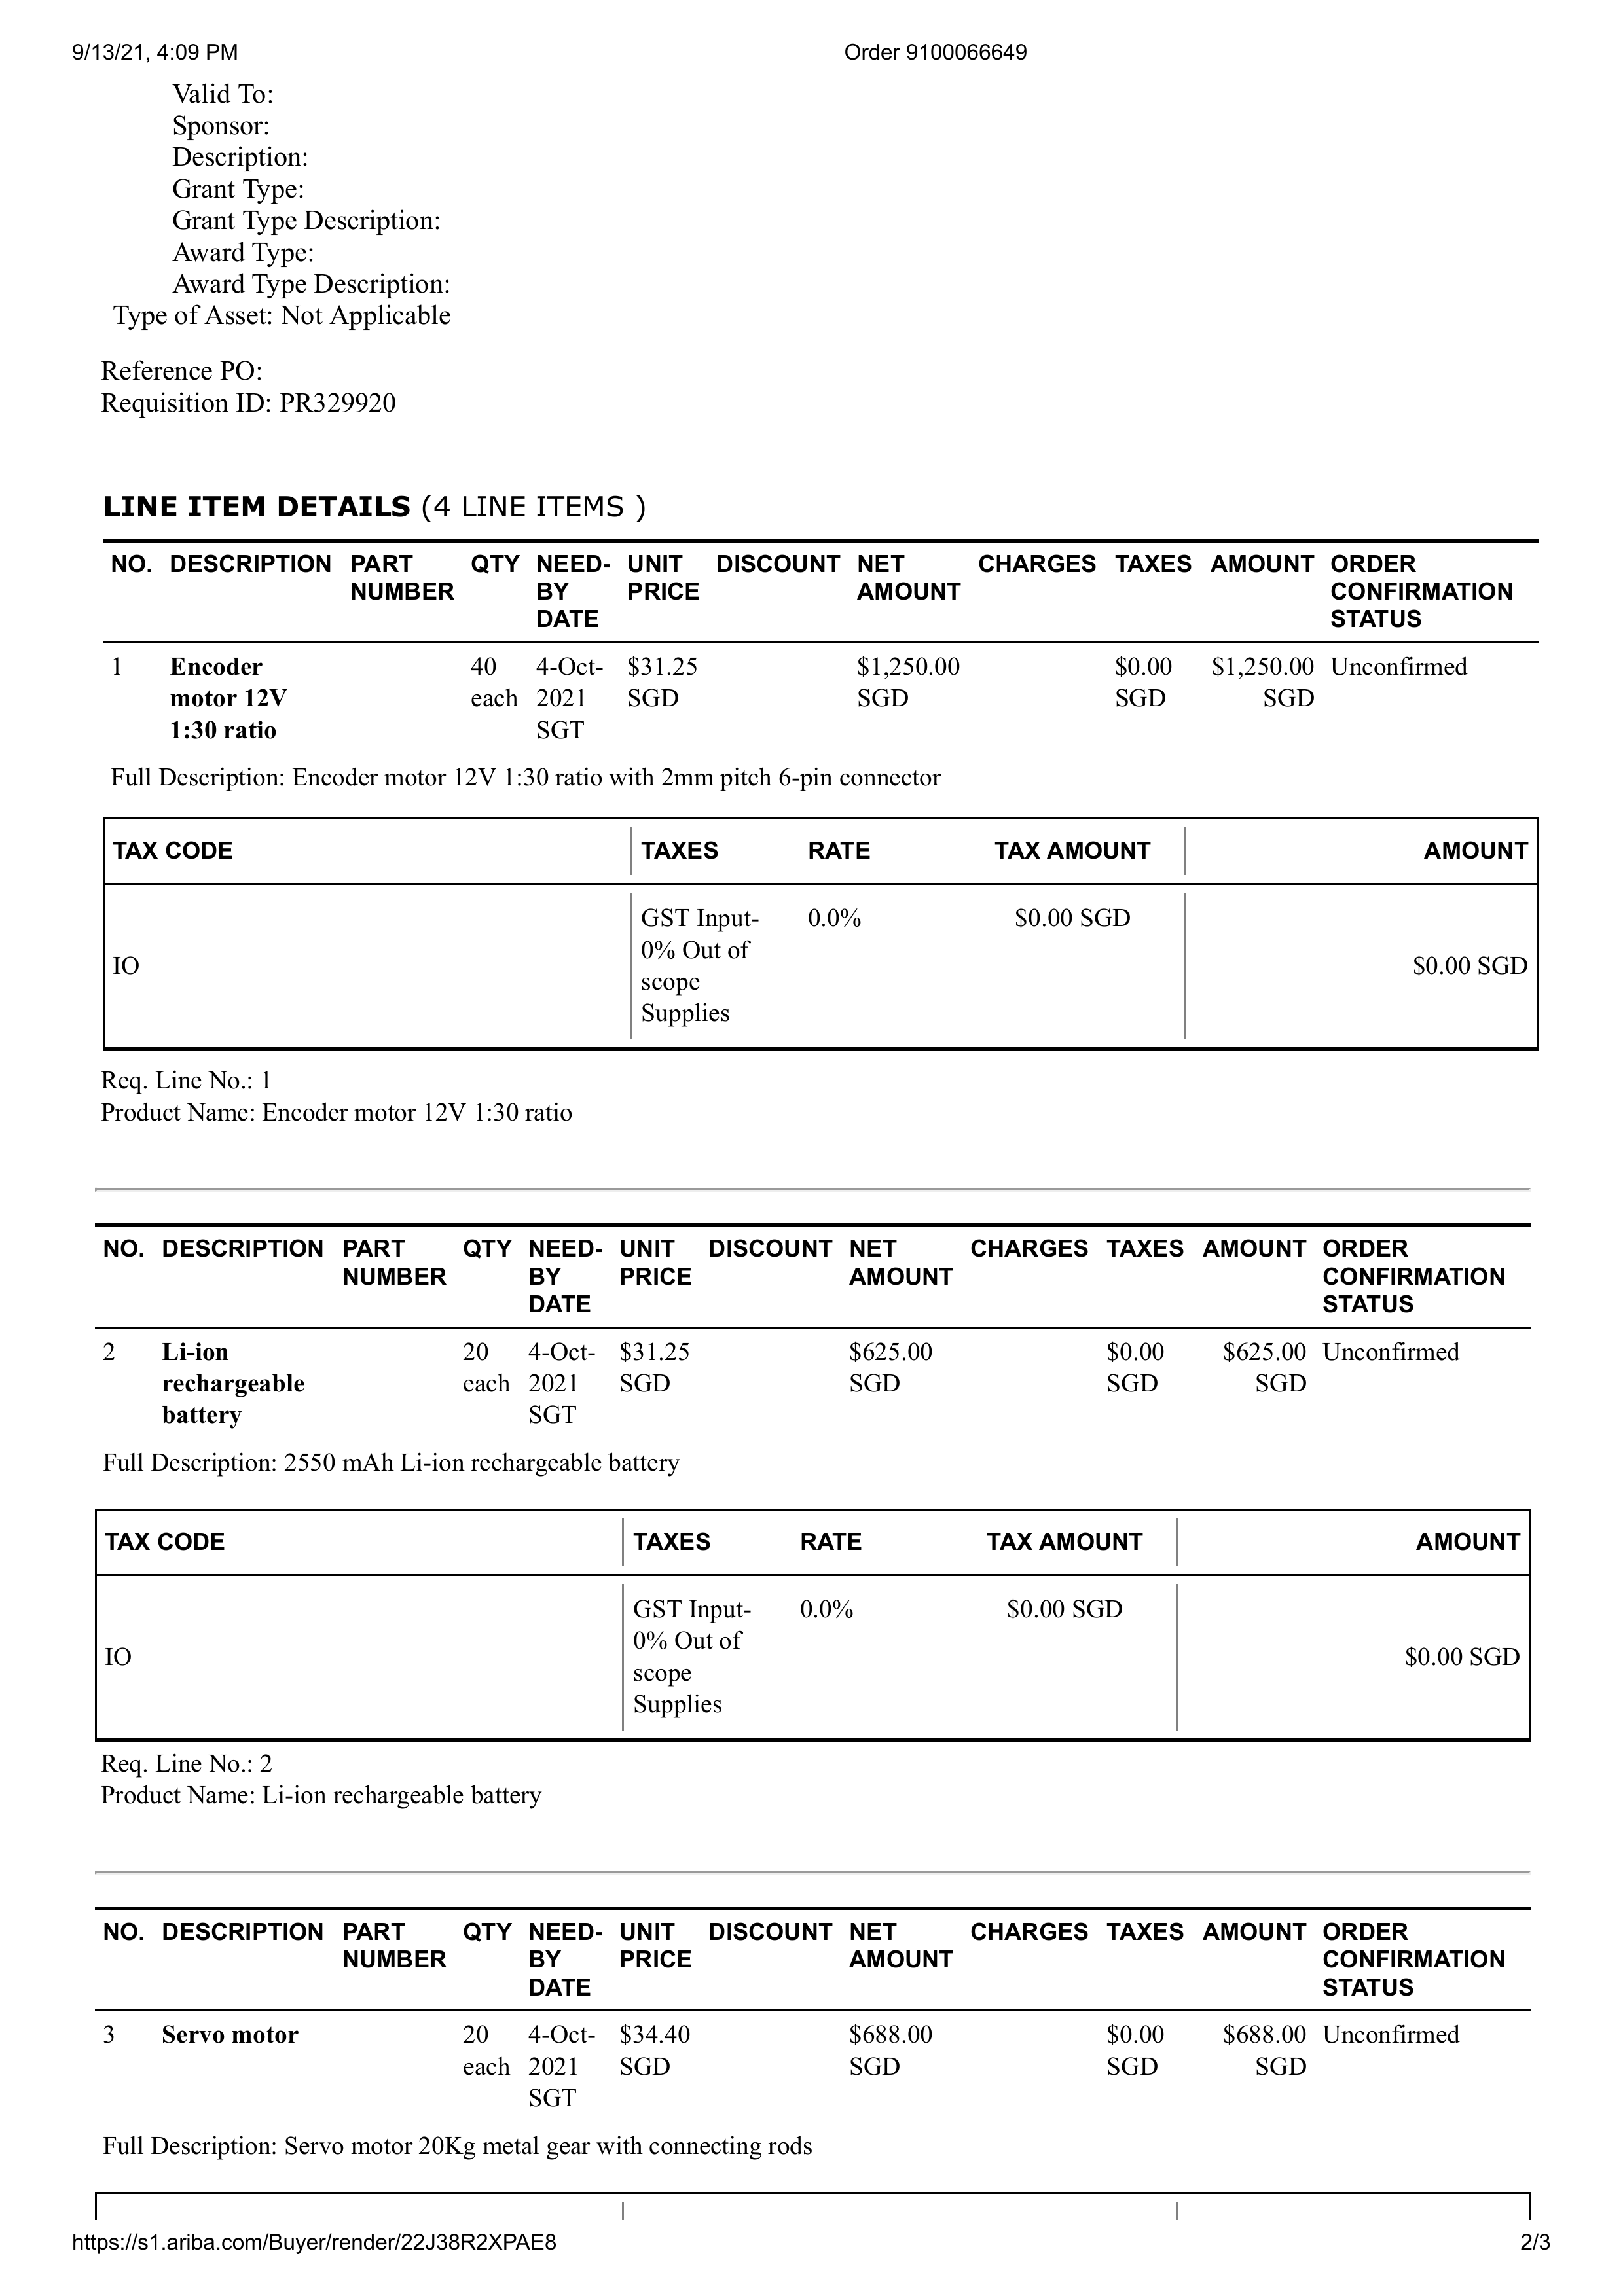 9/13/21, 4:09 PM Order 9100066649
Valid To:
Sponsor:
Description:
Grant Type:
Grant Type Description:
Award Type:
Award Type Description:
Type of Asset: Not Applicable
Reference PO:
Requisition ID: PR329920
LINE ITEM DETAILS (4 LINE ITEMS )
NO. DESCRIPTION PART QTY NEED- UNIT DISCOUNT NET CHARGES TAXES AMOUNT ORDER
NUMBER BY PRICE AMOUNT CONFIRMATION
DATE STATUS
1 Encoder 40 4-Oct- $31.25 $1,250.00 $0.00 $1,250.00 Unconfirmed
motor 12V each 2021 SGD SGD SGD SGD
1:30 ratio SGT
Full Description: Encoder motor 12V 1:30 ratio with 2mm pitch 6-pin connector
TAX CODE TAXES RATE TAX AMOUNT AMOUNT
GST Input- 0.0% $0.00 SGD
0% Out of
IO $0.00 SGD
scope
Supplies
Req. Line No.: 1
Product Name: Encoder motor 12V 1:30 ratio
NO. DESCRIPTION PART QTY NEED- UNIT DISCOUNT NET CHARGES TAXES AMOUNT ORDER
NUMBER BY PRICE AMOUNT CONFIRMATION
DATE STATUS
2 Li-ion 20 4-Oct- $31.25 $625.00 $0.00 $625.00 Unconfirmed
rechargeable each 2021 SGD SGD SGD SGD
battery SGT
Full Description: 2550 mAh Li-ion rechargeable battery
TAX CODE TAXES RATE TAX AMOUNT AMOUNT
GST Input- 0.0% $0.00 SGD
0% Out of
IO $0.00 SGD
scope
Supplies
Req. Line No.: 2
Product Name: Li-ion rechargeable battery
NO. DESCRIPTION PART QTY NEED- UNIT DISCOUNT NET CHARGES TAXES AMOUNT ORDER
NUMBER BY PRICE AMOUNT CONFIRMATION
DATE STATUS
3 Servo motor 20 4-Oct- $34.40 $688.00 $0.00 $688.00 Unconfirmed
each 2021 SGD SGD SGD SGD
SGT
Full Description: Servo motor 20Kg metal gear with connecting rods
https://s1.ariba.com/Buyer/render/22J38R2XPAE8 2/3